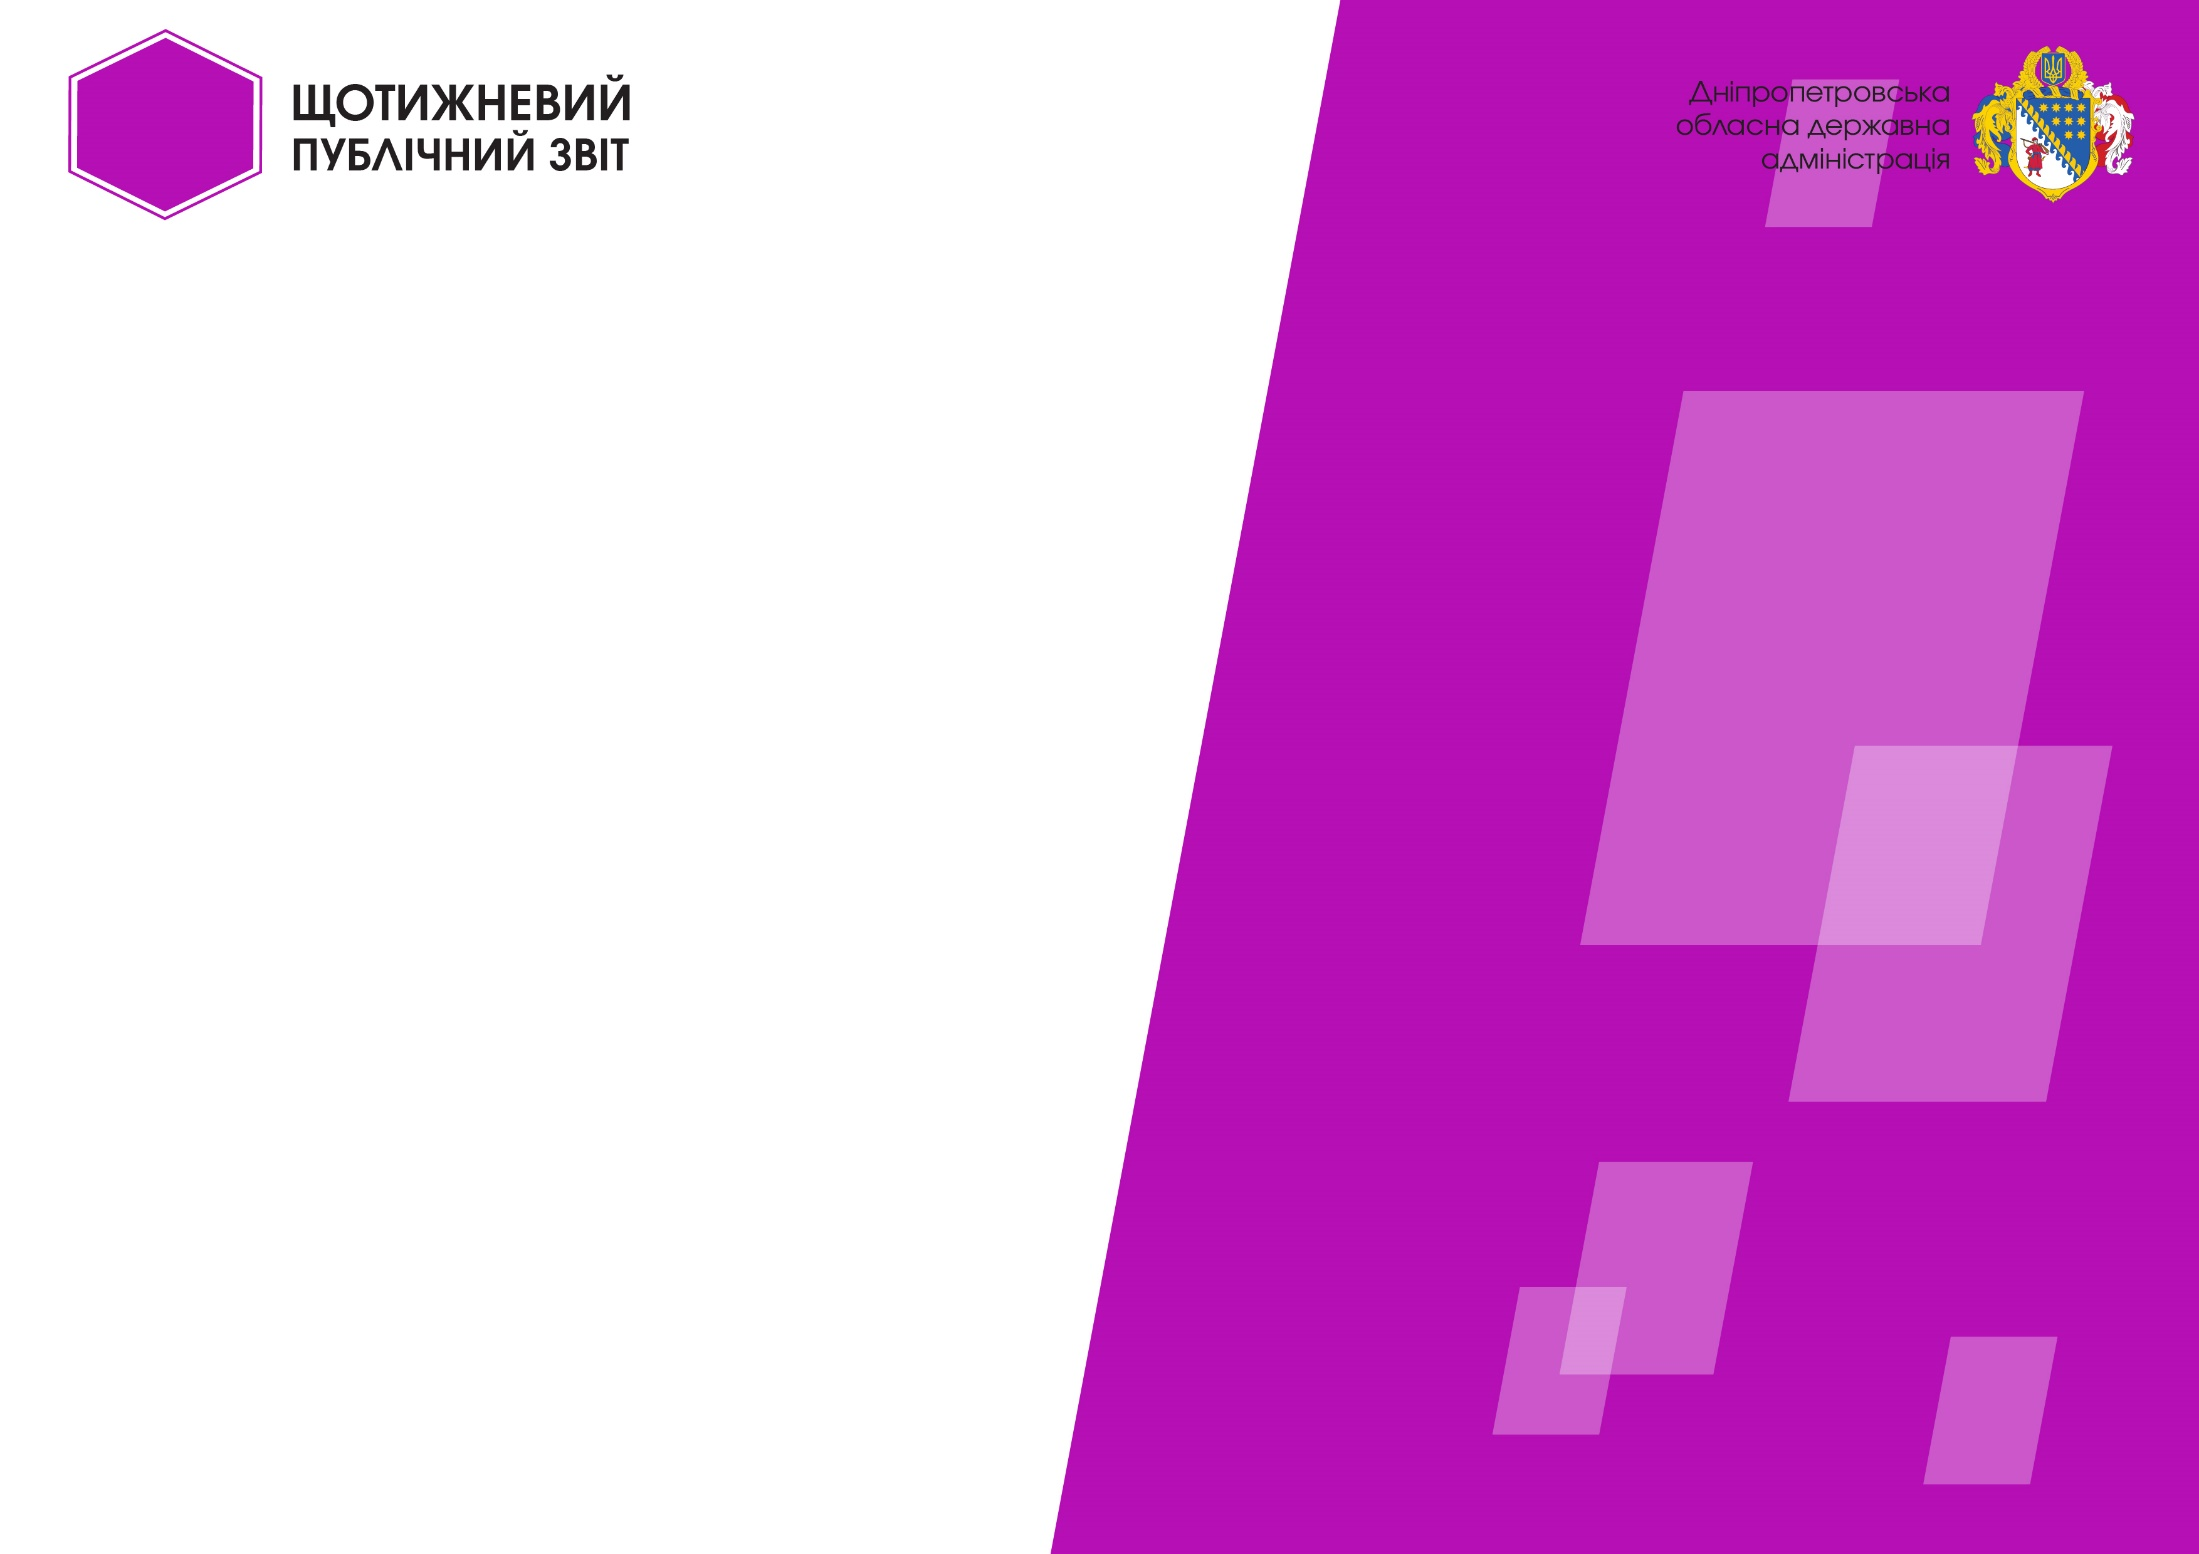 ЩОТИЖНЕВИЙ
ПУБЛІЧНИЙ ЗВІТ
Дніпропетровська
обласна державна
адміністрація